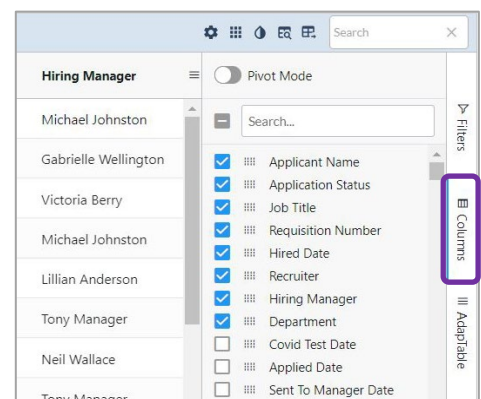 Search
Hiring Manager
Michael Johnston
Gabrielle Wellington
Victoria Berry
Michael Johnston
Lillian Anderson
Tony Manager
Neil Wallace
Tony Manager
Pivot Mode
Search...
Applicant Name
Application Status
Job Title
Requisition Number
Hired Date
Recruiter
Hiring Manager
Department
Covid Test Date
Applied Date
Sent To Manager Date
Filters
Columns
AdapTable